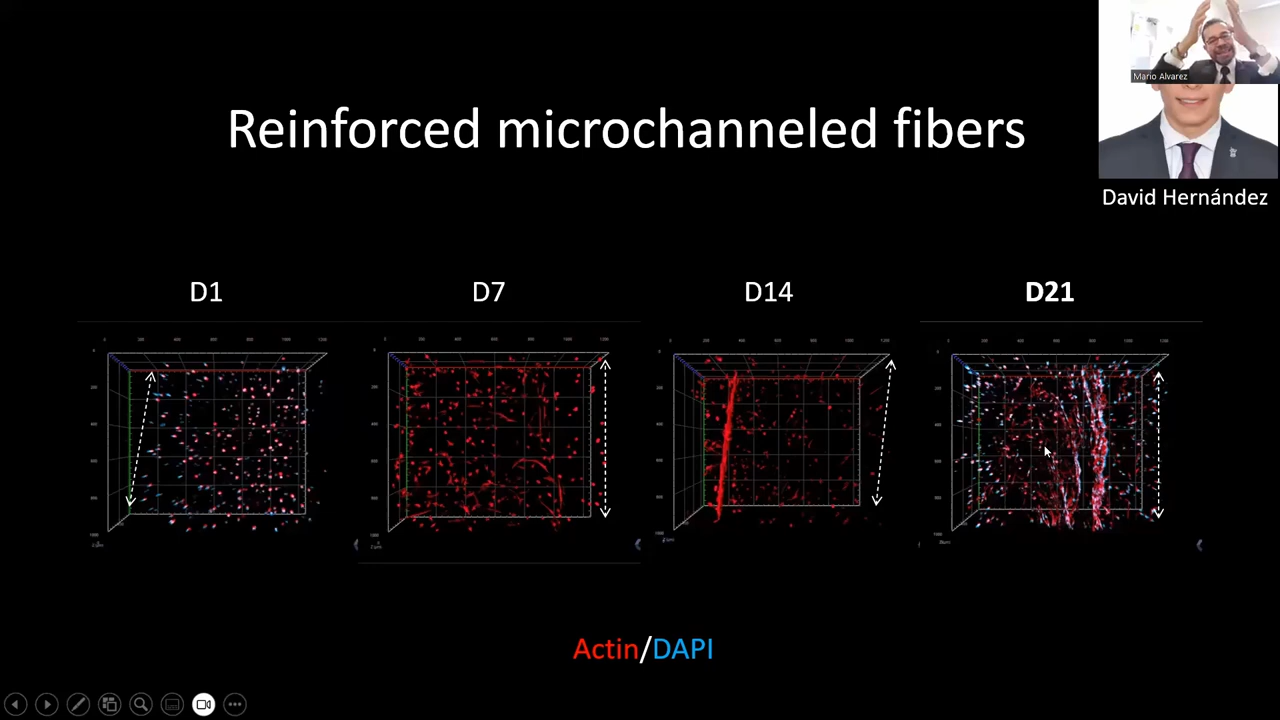 Mario Alvarez
Reinforced microchanneled fibers
David Hernández
D1
D7
D14
D21
Actin/DAPI